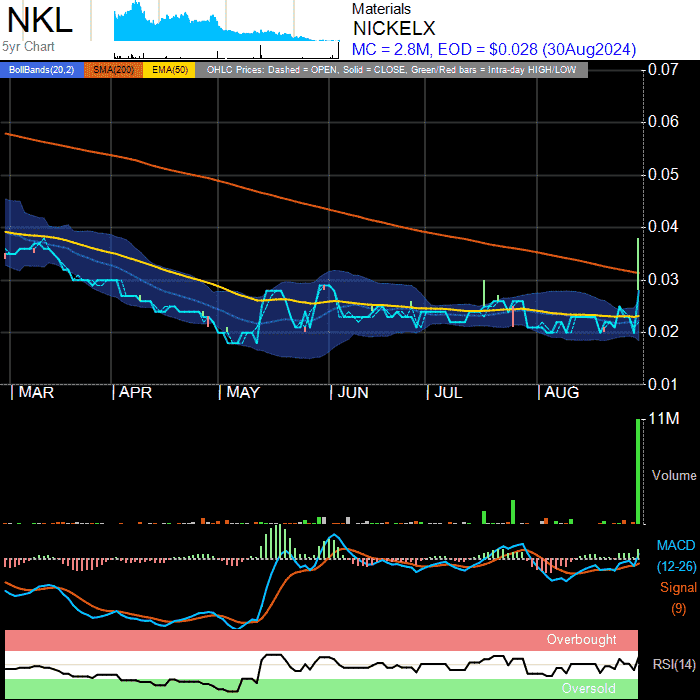 NKL
5yr Chart
Materials
NICKELX
MC = 2.8M, EOD = $0.028 (30Aug2024)
BollBands(20,2) SMA(200) EMA(50) OHLC Prices: Dashed = OPEN, Solid = CLOSE, Green/Red bars = Intra-day HIGH/LOW
0.07
0.06
0.05
0.04
0.03
0.02
0.01
MAR APR MAY JUN JUL AUG
11M
Volume
MACD
(12-26)
Signal
(9)
Overbought
RSI(14)
Oversold